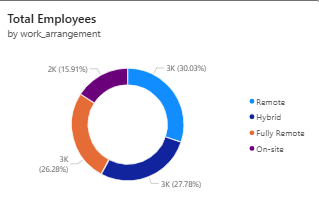 Total Employees
by work_arrangement
2K (15.91%)
3K (30.03%)
Remote
Hybrid
Fully Remote
On-site
3K
(26.28%)
3K (27.78%)